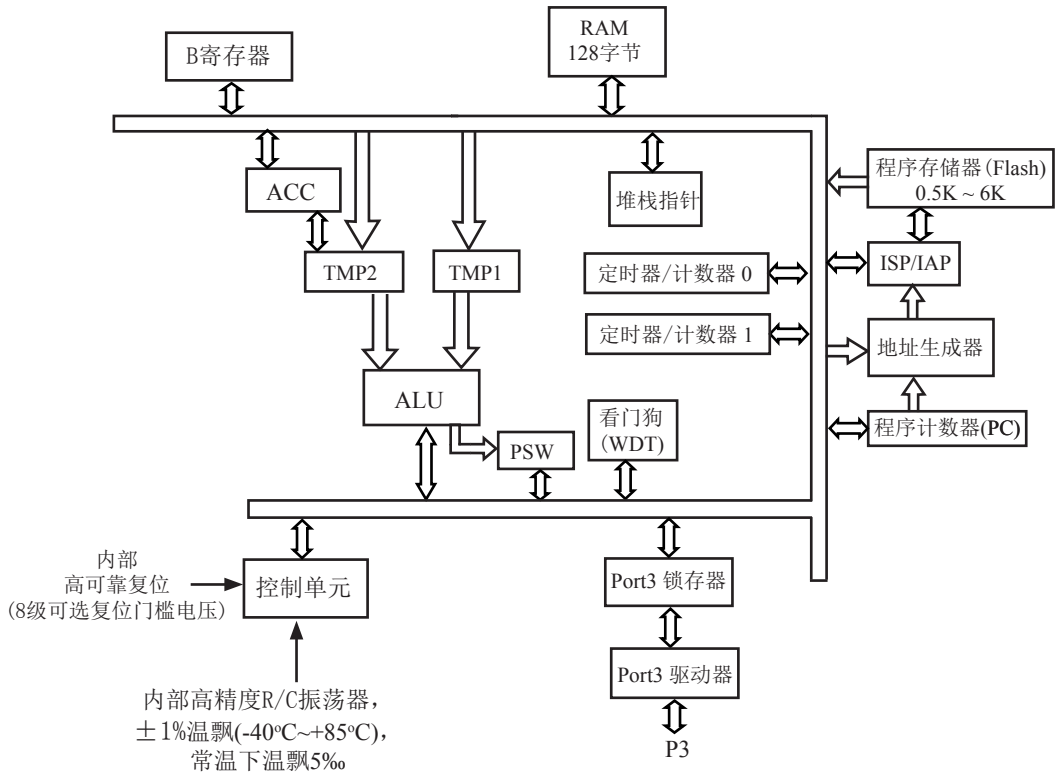 B寄存器
RAM
128字节
ACC
堆栈指针
程序存储器(Flash)
0.5K ~ 6K
TMP2
TMP1
定时器/计数器 0
ISP/IAP
定时器/计数器 1
地址生成器
ALU
看门狗
(WDT)
程序计数器(PC)
PSW
内部
高可靠复位
(8级可选复位门槛电压)
控制单元
Port3 锁存器
Port3 驱动器
内部高精度R/C振荡器,
±1%温飘(-40°C~+85°C),
常温下温飘5‰
P3